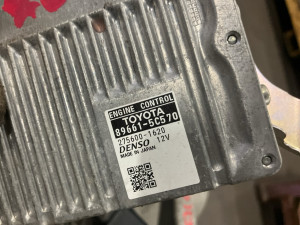 ENGINE CONTROL
TOYOTA
89661-5C570
275600-1620
DENSO 12V
MADE IN JAPAN